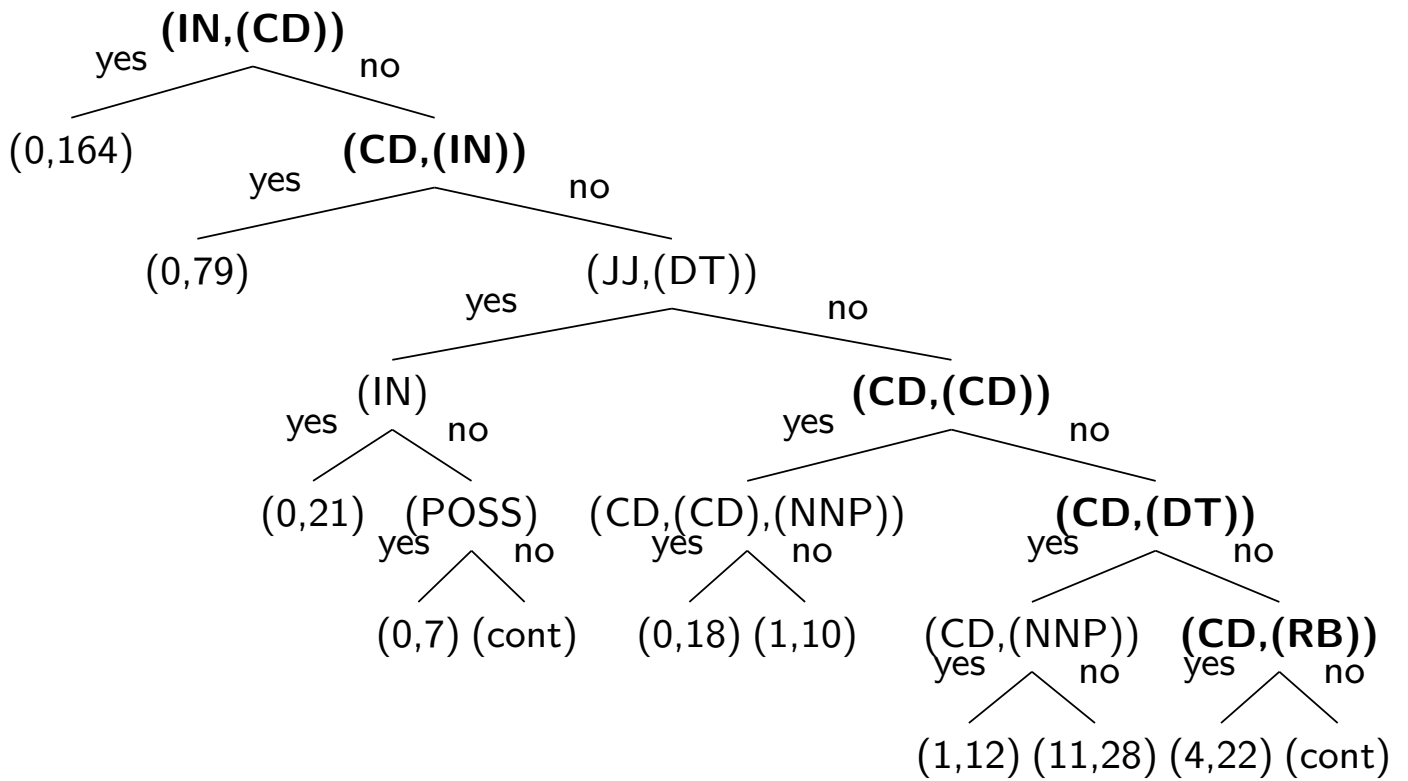 (IN,(CD))
yes no
(0,164) (CD,(IN))
yes no
(0,79) (JJ,(DT))
yes no
(IN) (CD,(CD))
yes no yes no
(0,21) (POSS) (CD,(CD),(NNP)) (CD,(DT))
yes no yes no yes no
(0,7) (cont) (0,18) (1,10) (CD,(NNP)) (CD,(RB))
yes no yes no
(1,12) (11,28) (4,22) (cont)